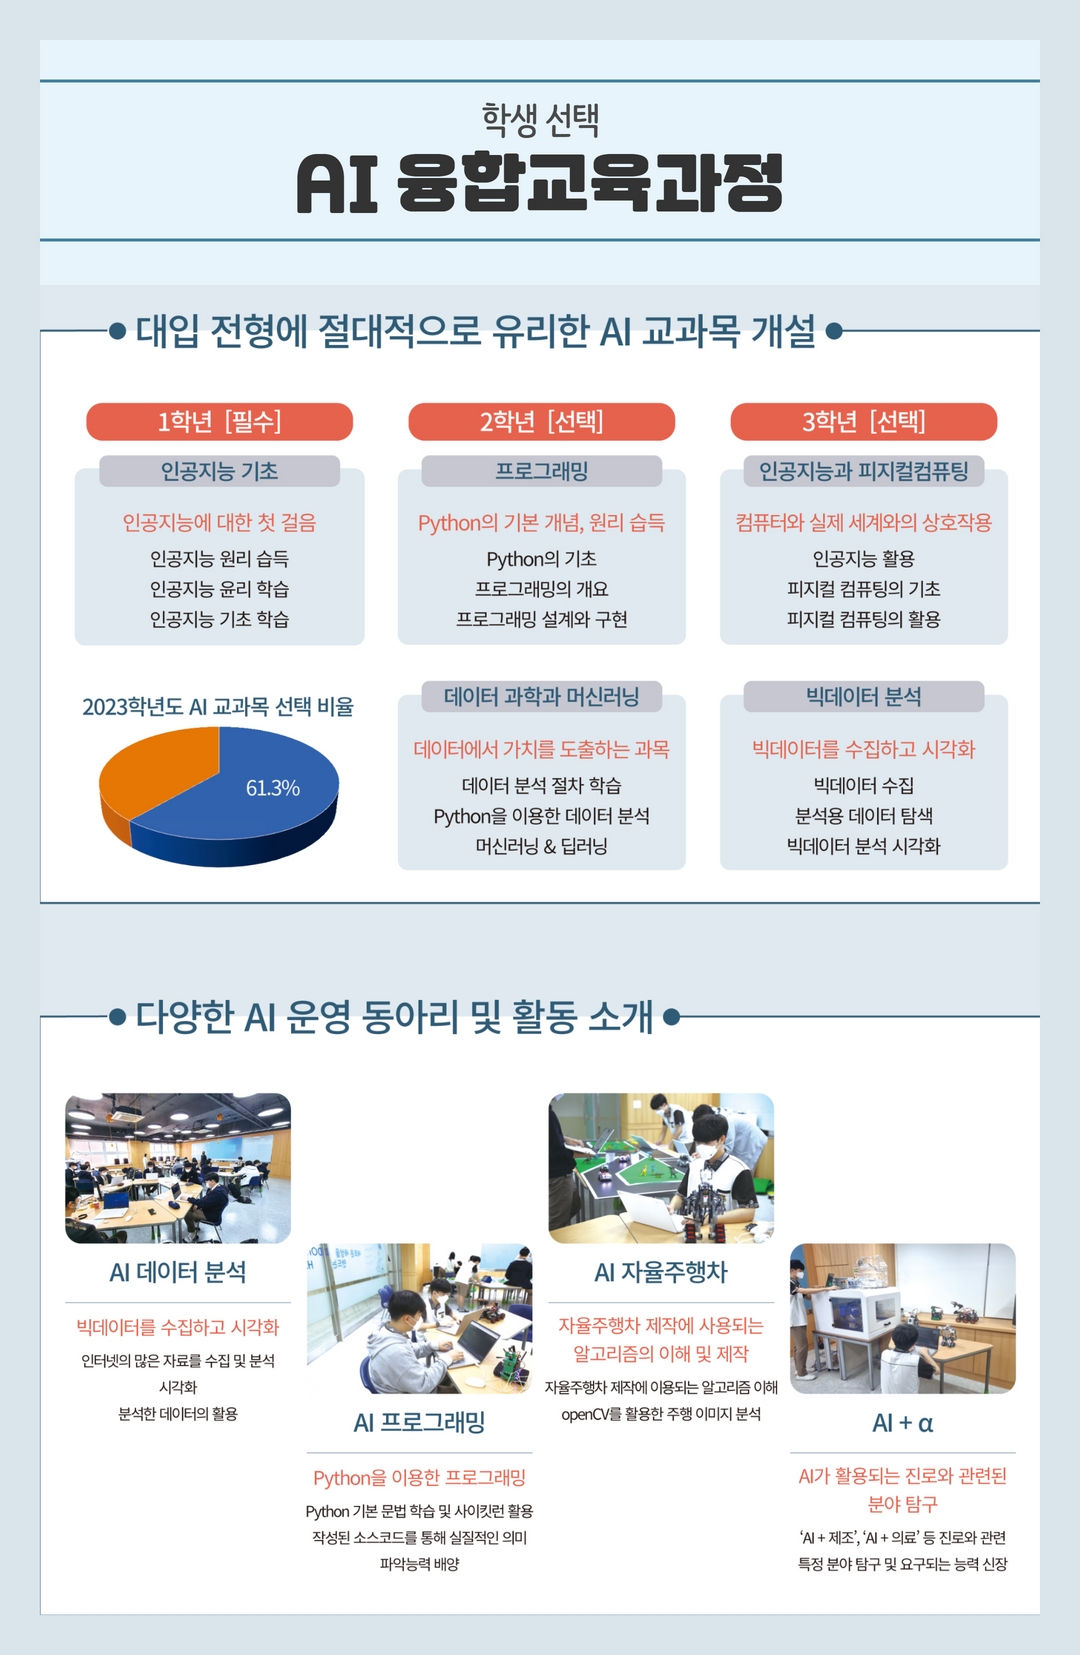 학생 선택
AI 융합교육과정
대입 전형에 절대적으로 유리한 AI 교과목 개설
1학년 [필수]
인공지능 기초
인공지능에 대한 첫 걸음
인공지능 원리 습득
인공지능 윤리 학습
인공지능 기초 학습
2학년 [선택]
프로그래밍
Python의 기본 개념, 원리 습득
Python의 기초
프로그래밍의 개요
프로그래밍 설계와 구현
3학년 [선택]
인공지능과 피지컬컴퓨팅
컴퓨터와 실제 세계와의 상호작용
인공지능 활용
피지컬 컴퓨팅의 기초
피지컬 컴퓨팅의 활용
2023학년도 AI 교과목 선택 비율
61.3%
데이터 과학과 머신러닝
데이터에서 가치를 도출하는 과목
데이터 분석 절차 학습
Python을 이용한 데이터 분석
머신러닝 & 딥러닝
빅데이터 분석
빅데이터를 수집하고 시각화
빅데이터 수집
분석용 데이터 탐색
빅데이터 분석 시각화
다양한 AI 운영 동아리 및 활동 소개
AI 데이터 분석
빅데이터를 수집하고 시각화
인터넷의 많은 자료를 수집 및 분석
시각화
분석한 데이터의 활용
AI 프로그래밍
Python을 이용한 프로그래밍
Python 기본 문법 학습 및 사이킷런 활용
작성된 소스코드를 통해 실질적인 의미
파악능력 배양
AI 자율주행차
자율주행차 제작에 사용되는
알고리즘의 이해 및 제작
자율주행차 제작에 이용되는 알고리즘 이해
openCV를 활용한 주행 이미지 분석
AI + α
AI가 활용되는 진로와 관련된
분야 탐구
‘AI + 제조’, ‘AI + 의료’ 등 진로와 관련
특정 분야 탐구 및 요구되는 능력 신장